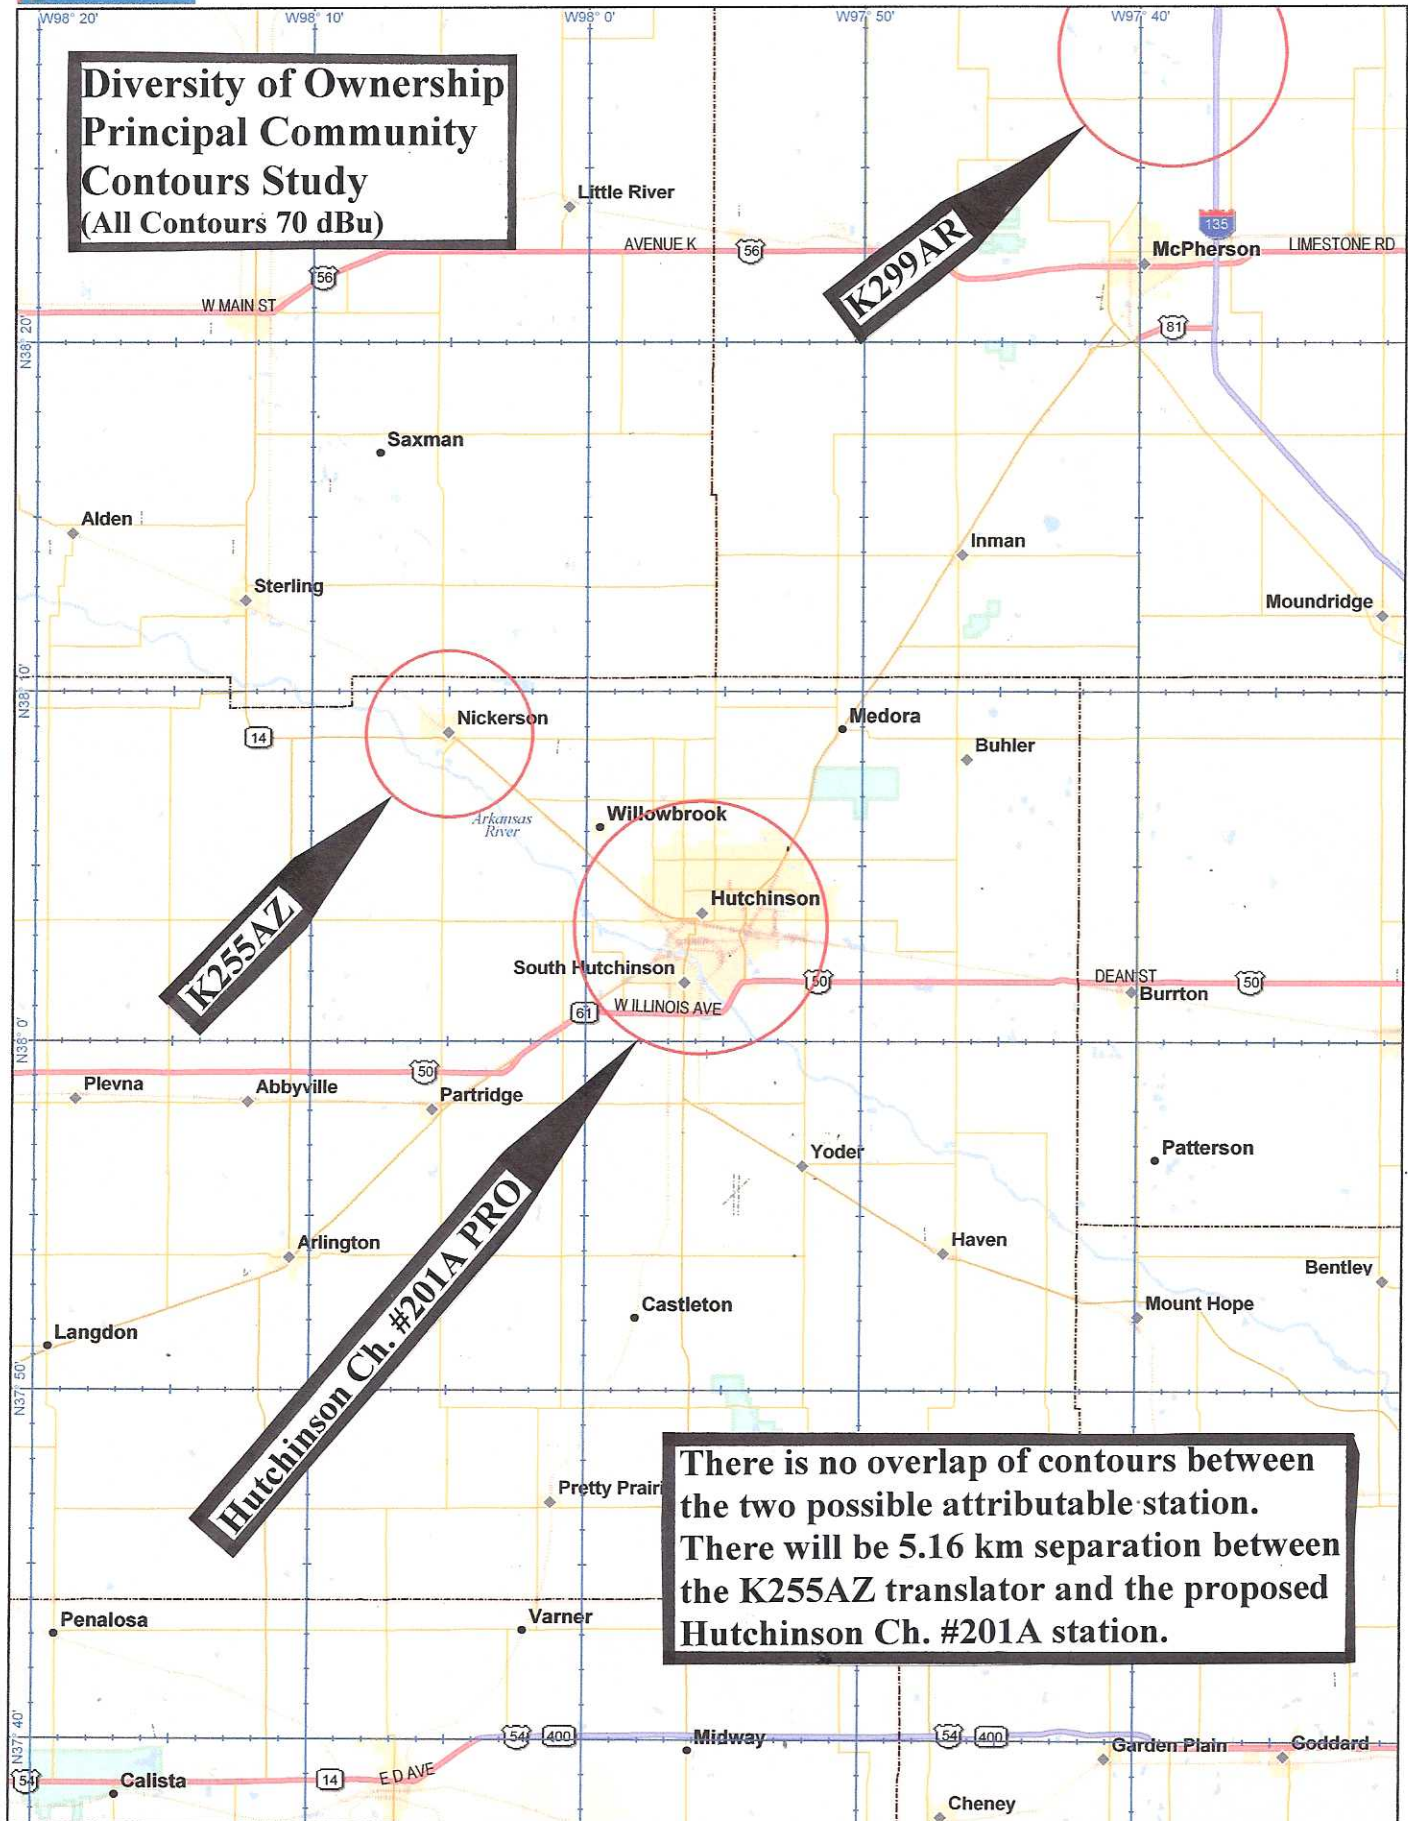 W98° 20'
W98° 10'
W98° 0'
W97° 50'
W97° 40'
Diversity of Ownership
Principal Community
Contours Study
(All Contours 70 dBu)
Little River
K299AR
135
AVENUE K
56
McPherson
LIMESTONE RD
56
W MAIN ST
81
N38° 20'
Saxman
Alden
Inman
Sterling
Moundridge
N38° 10'
Nickerson
Medora
14
Buhler
Arkansas
River
Willowbrook
K255AZ
Hutchinson
South Hutchinson
50
DEAN ST
50
Burrton
61
W ILLINOIS AVE
N38° 0'
50
Plevna
Abbyville
Partridge
Yoder
Patterson
Hutchinson Ch. #201A PRO
Arlington
Haven
Bentley
Castleton
Mount Hope
Langdon
N37° 50'
There is no overlap of contours between
the two possible attributable station.
There will be 5.16 km separation between
the K255AZ translator and the proposed
Hutchinson Ch. #201A station.
Pretty Prairi
Penalosa
Varner
N37° 40'
54
400
Midway
54
400
Garden Plain
Goddard
54
Calista
14
E D AVE
Cheney